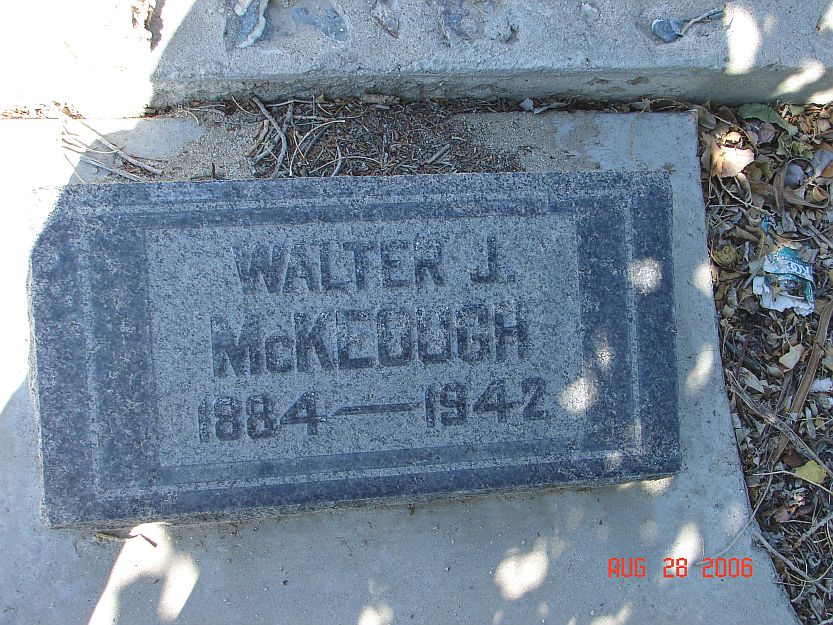 WALTER J.
McKEOUGH
1884—1942
AUG 28 2006